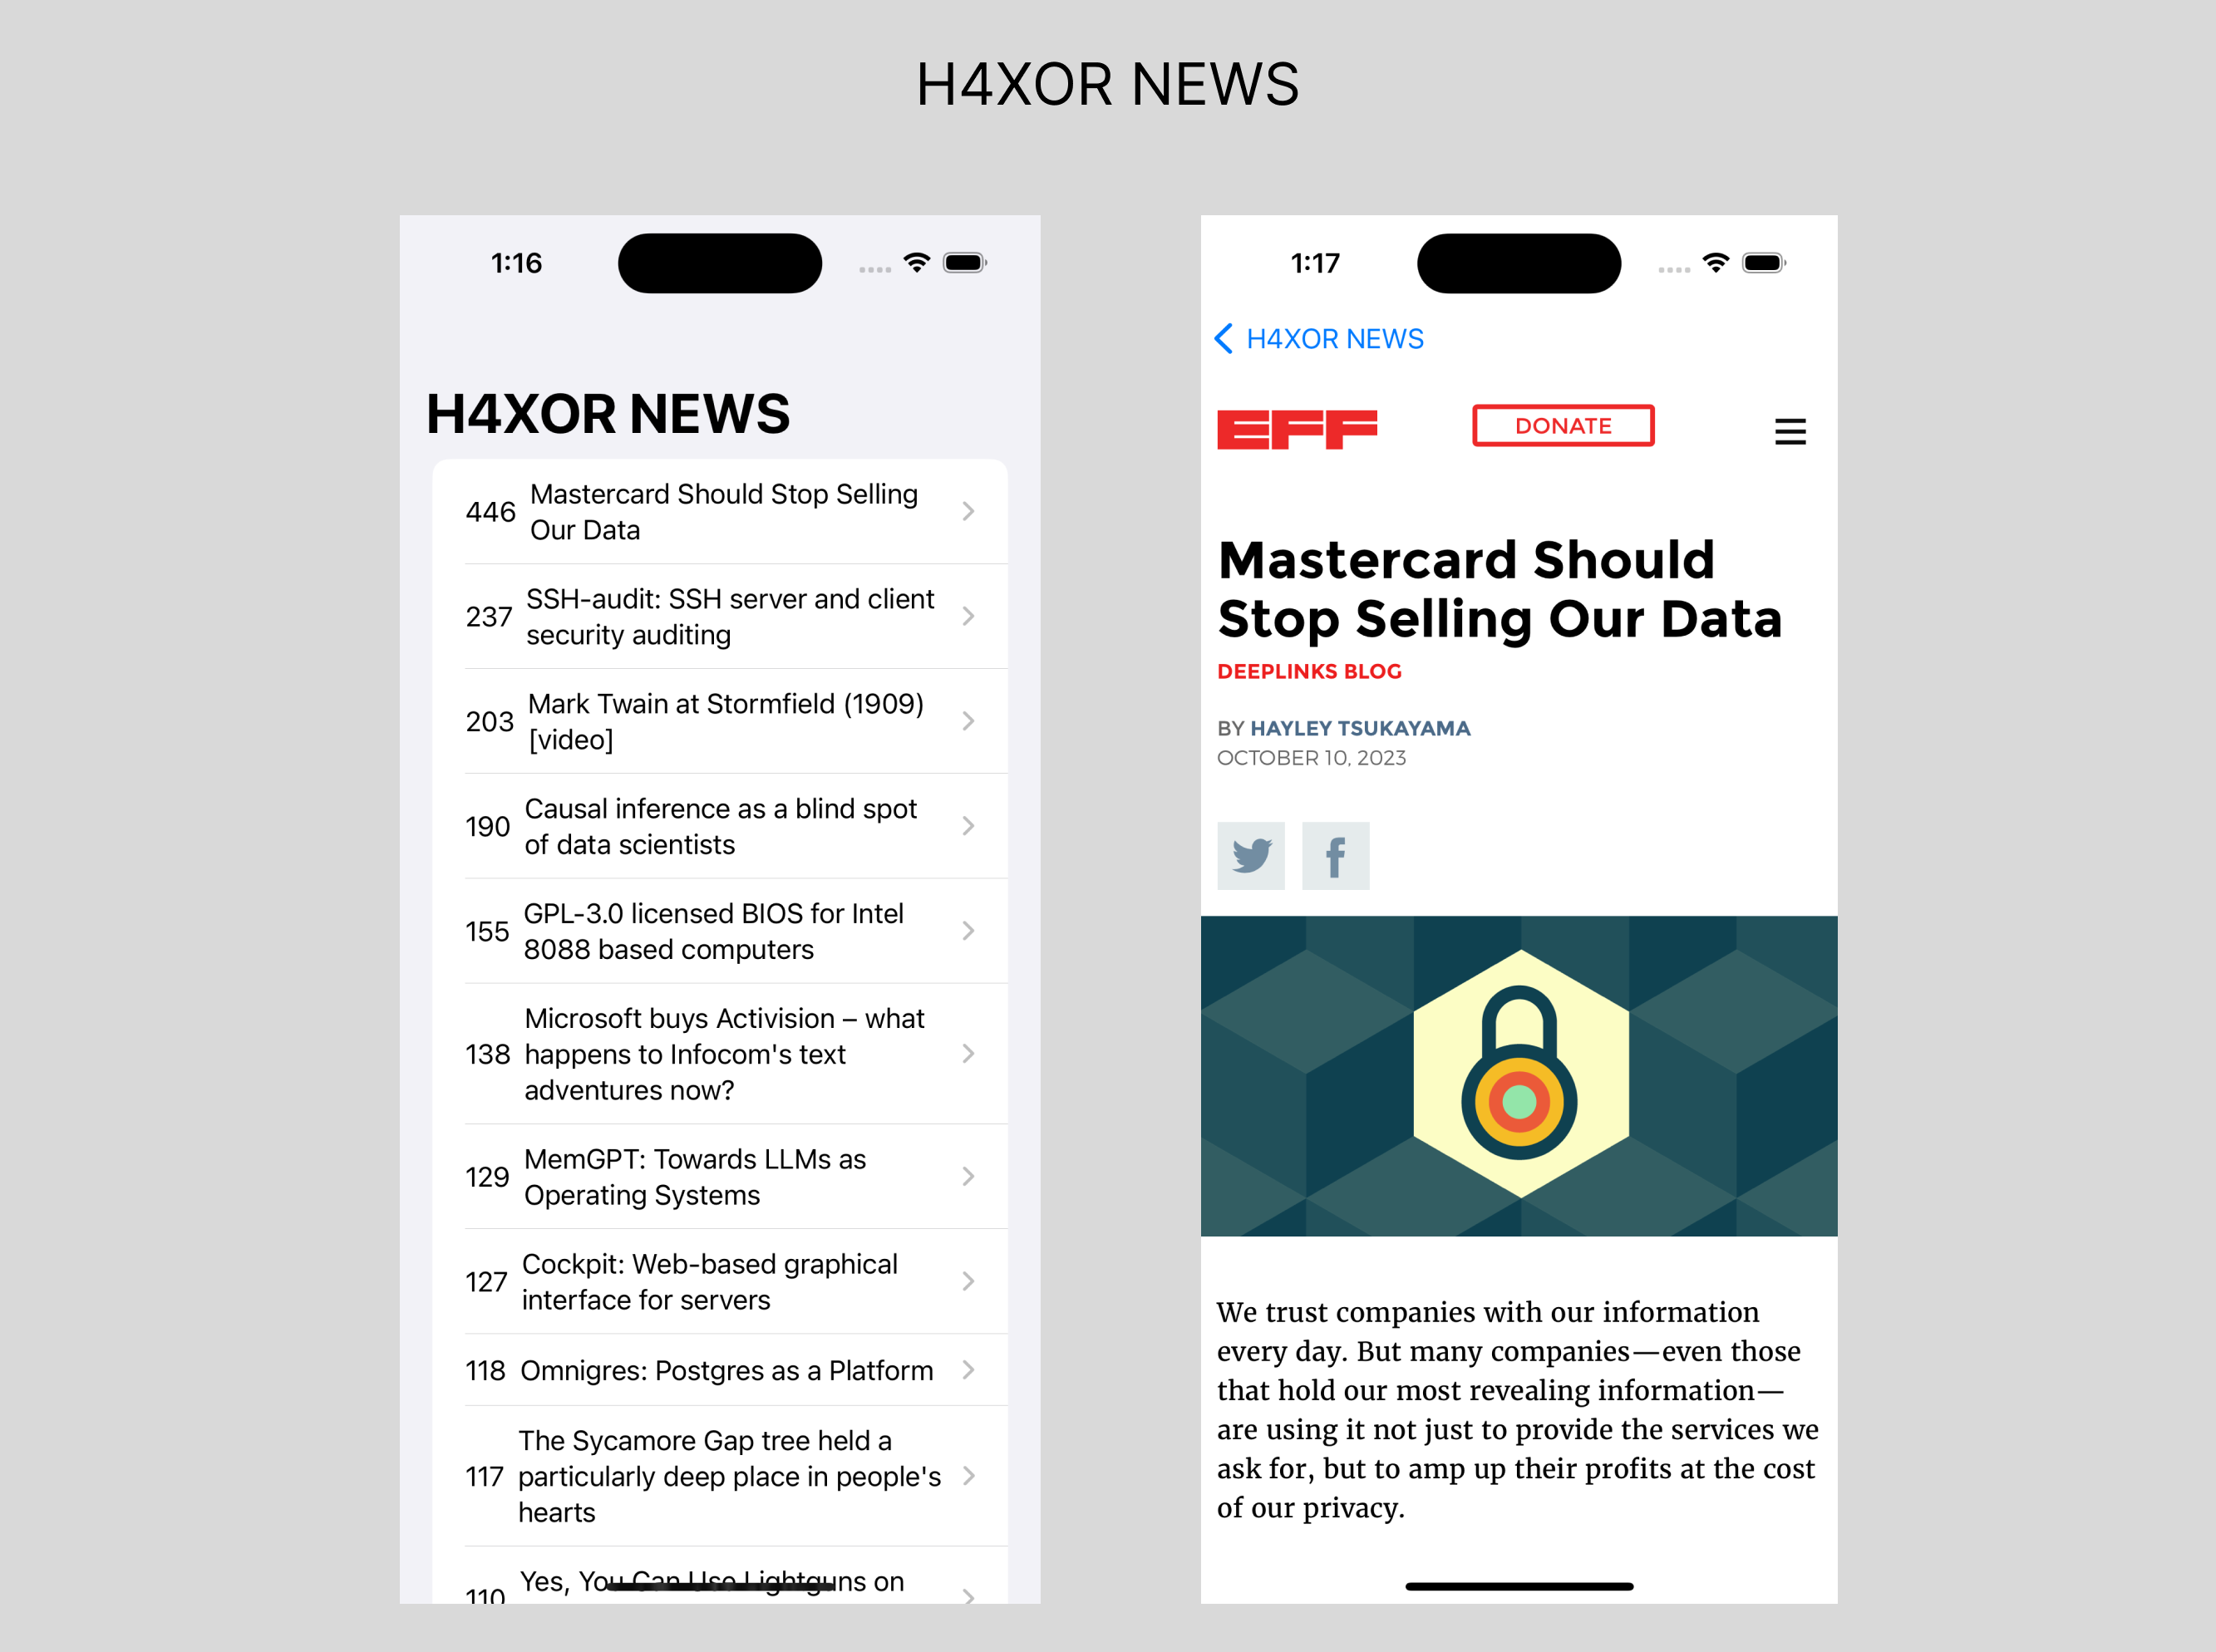 H4XOR NEWS
1:16
H4XOR NEWS
446 Mastercard Should Stop Selling
Our Data
237 SSH-audit: SSH server and client
security auditing
203 Mark Twain at Stormfield (1909)
[video]
190 Causal inference as a blind spot
of data scientists
155 GPL-3.0 licensed BIOS for Intel
8088 based computers
Microsoft buys Activision – what
138 happens to Infocom's text
adventures now?
129 MemGPT: Towards LLMs as
Operating Systems
127 Cockpit: Web-based graphical
interface for servers
118 Omnigres: Postgres as a Platform
The Sycamore Gap tree held a
117 particularly deep place in people's
hearts
Yes, You Can Use Lightguns on
110
1:17
H4XOR NEWS
EFF
DONATE
Mastercard Should
Stop Selling Our Data
DEEPLINKS BLOG
BY HAYLEY TSUKAYAMA
OCTOBER 10, 2023
We trust companies with our information
every day. But many companies—even those
that hold our most revealing information—
are using it not just to provide the services we
ask for, but to amp up their profits at the cost
of our privacy.